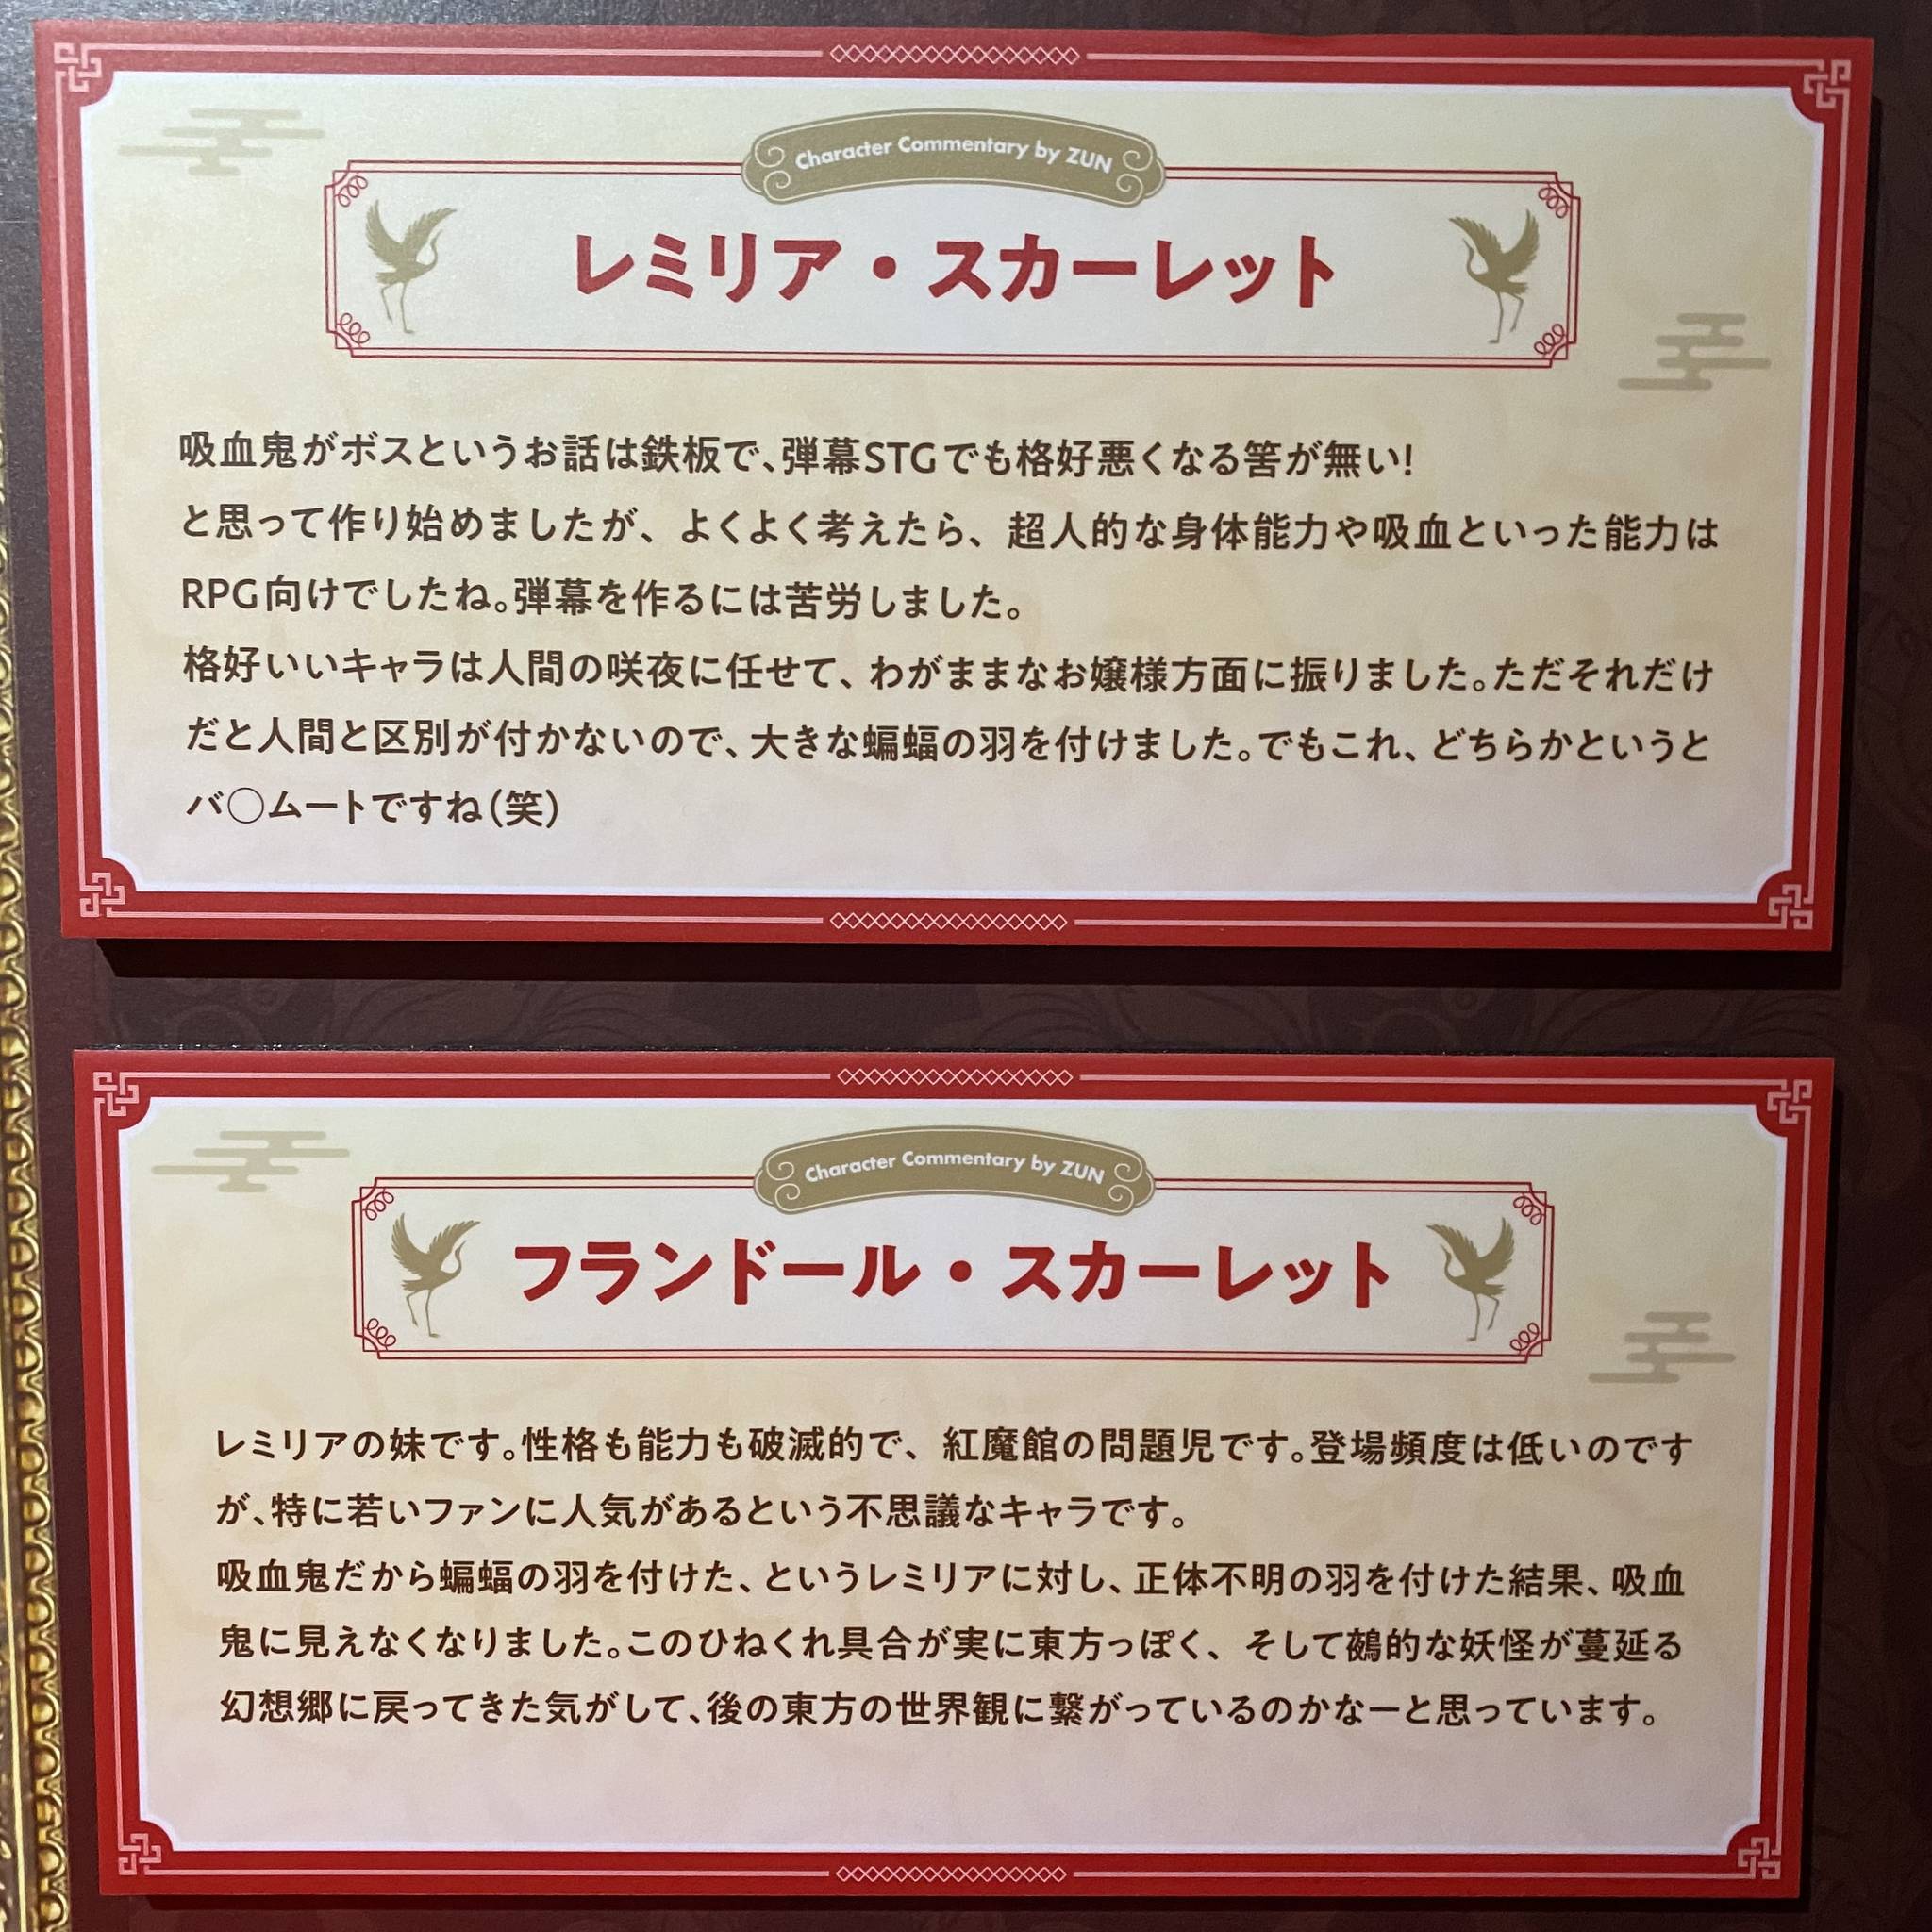 Character Commentary by ZUN
レミリア・スカーレット
吸血鬼がボスというお話は鉄板で、弾幕STGでも格好悪くなる筈が無い!
と思って作り始めましたが、よくよく考えたら、超人的な身体能力や吸血といった能力は
RPG向けでしたね。弾幕を作るには苦労しました。
格好いいキャラは人間の咲夜に任せて、わがままなお嬢様方面に振りました。ただそれだけ
だと人間と区別が付かないので、大きな蝙蝠の羽を付けました。でもこれ、どちらかというと
バ○ムートですね(笑)
Character Commentary by ZUN
フランドール・スカーレット
レミリアの妹です。性格も能力も破滅的で、紅魔館の問題児です。登場頻度は低いのです
が、特に若いファンに人気があるという不思議なキャラです。
吸血鬼だから蝙蝠の羽を付けた、というレミリアに対し、正体不明の羽を付けた結果、吸血
鬼に見えなくなりました。このひねくれ具合が実に東方っぽく、そして鵺的な妖怪が蔓延る
幻想郷に戻ってきた気がして、後の東方の世界観に繋がっているのかなーと思っています。